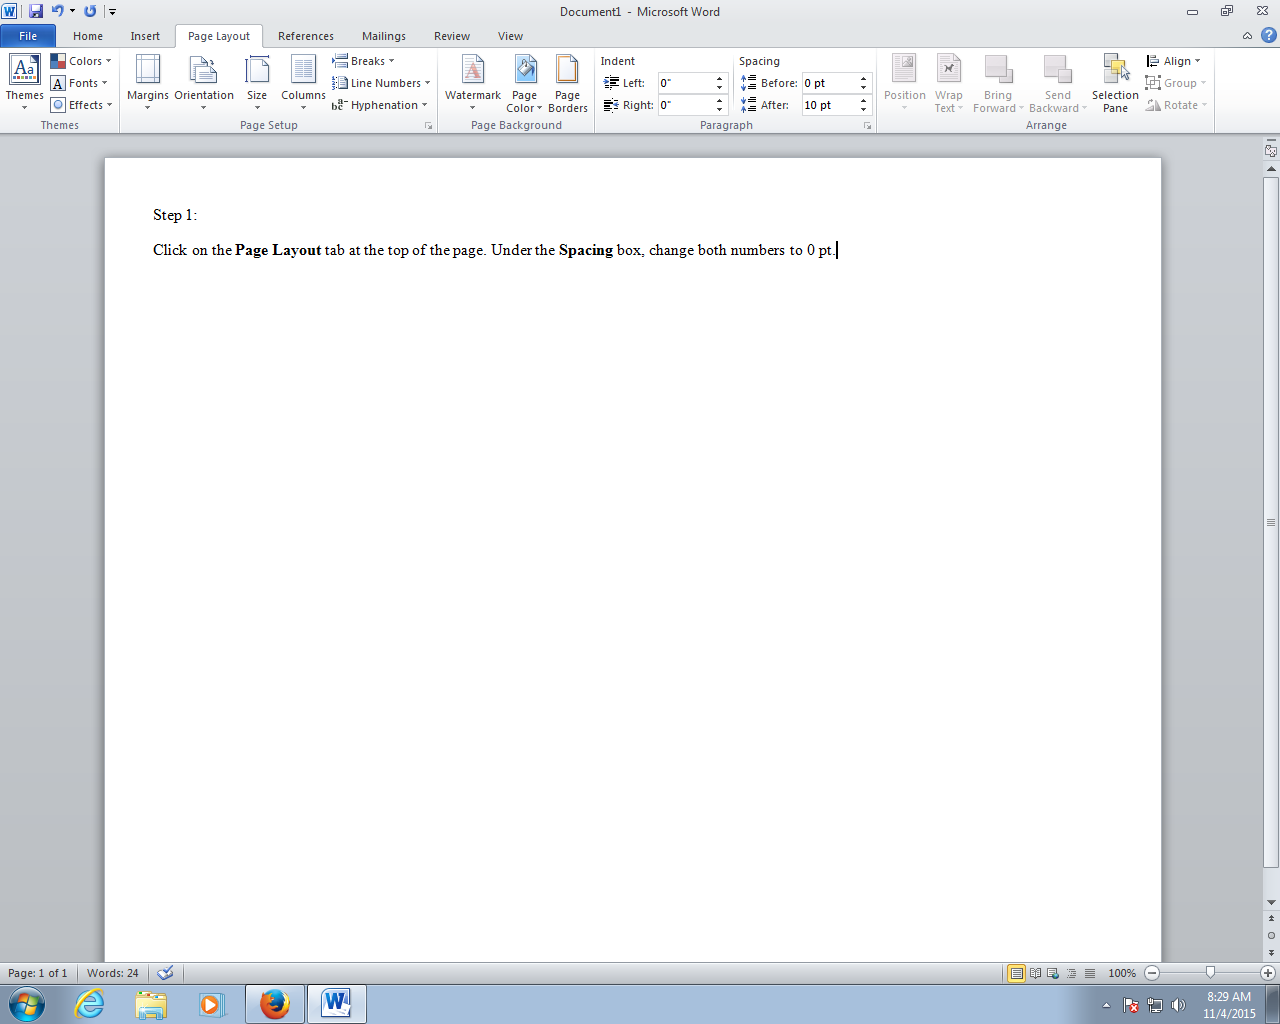 Document1 - Microsoft Word
File Home Insert Page Layout References Mailings Review View
Colors Breaks Indent Spacing Align
Fonts Line Numbers Left: 0" Before: 0 pt Group
Themes Effects Margins Orientation Size Columns Hyphenation Watermark Page Color Page Borders Right: 0" After: 10 pt Position Wrap Text Bring Forward Send Backward Selection Pane Rotate
Themes Page Setup Page Background Paragraph Arrange
Step 1:
Click on the Page Layout tab at the top of the page. Under the Spacing box, change both numbers to 0 pt.
Page: 1 of 1 Words: 24 100%
8:29 AM
11/4/2015